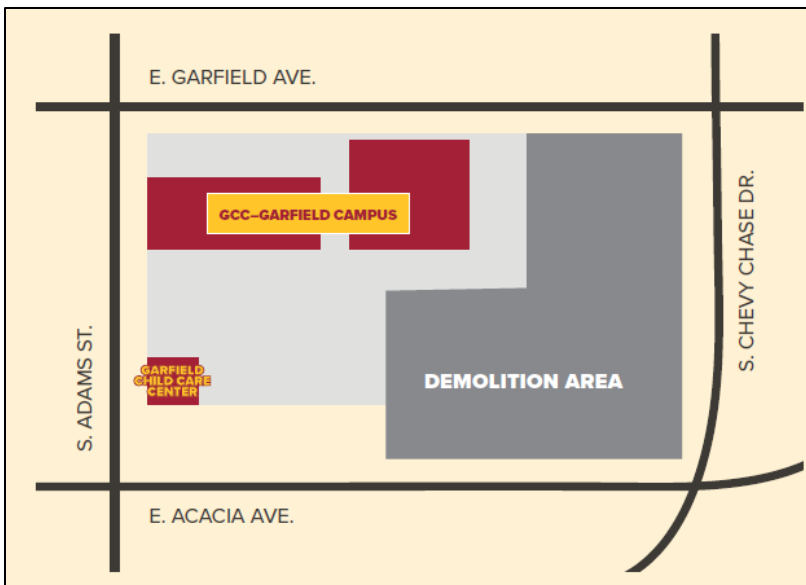 E. GARFIELD AVE.
GCC–GARFIELD CAMPUS
S. CHEVY CHASE DR.
S. ADAMS ST.
GARFIELD
CHILD CARE
CENTER
DEMOLITION AREA
E. ACACIA AVE.